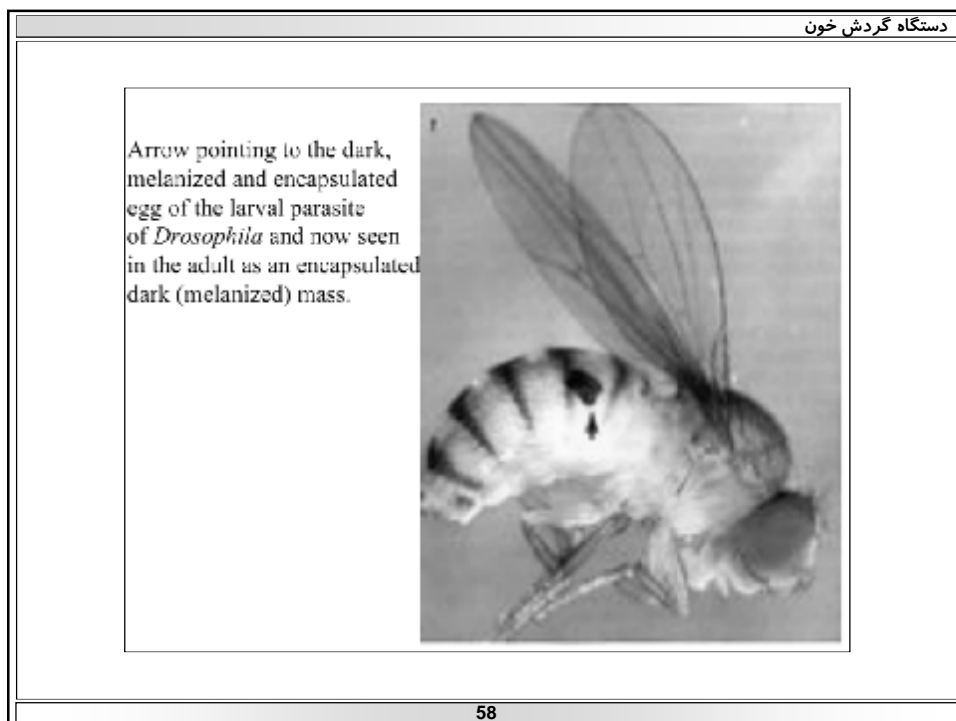 دستگاه گردش خون
Arrow pointing to the dark,
melanized and encapsulated
egg of the larval parasite
of Drosophila and now seen
in the adult as an encapsulated
dark (melanized) mass.
58